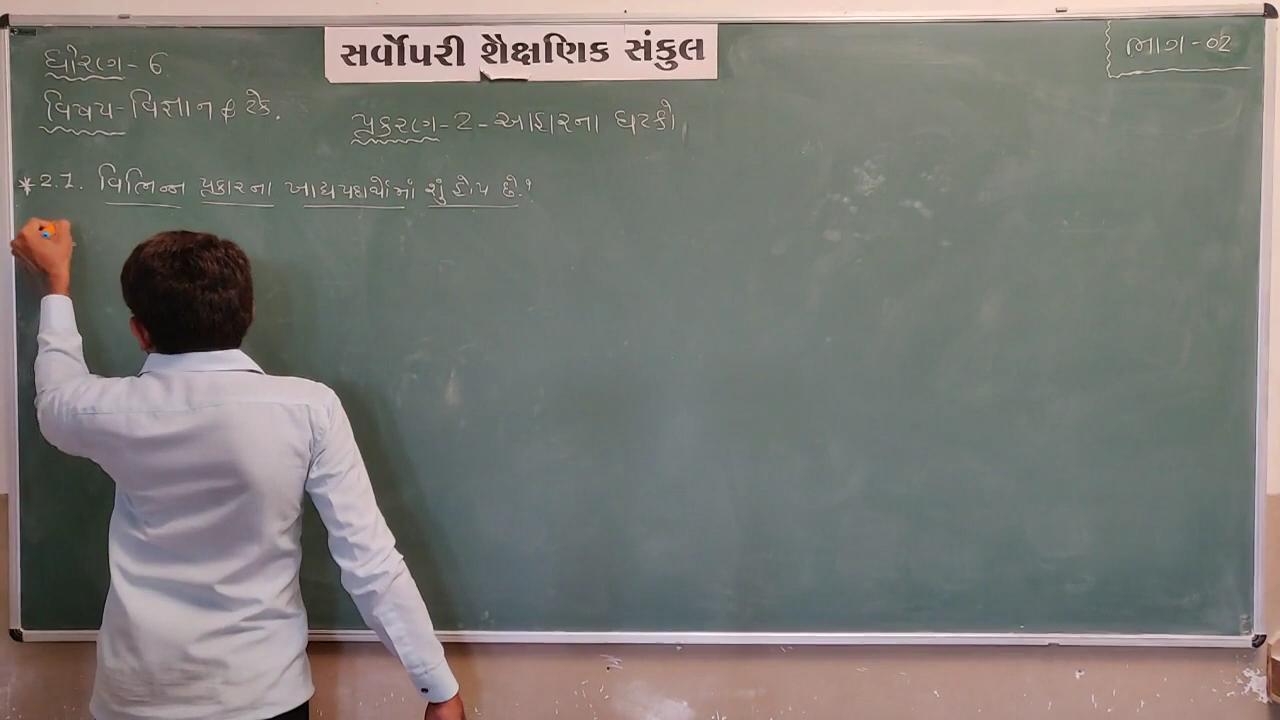 સર્વોપરી શૈક્ષણિક સંકુલ
ધોરણ-6
ભાગ-02
વિષય-વિજ્ઞાન & ટેક.
પ્રકરણ-2-આહારના ઘટકો
*2.1. વિભિન્ન પ્રકારના ખાદ્યપદાર્થોમાં શું હોય છે.?